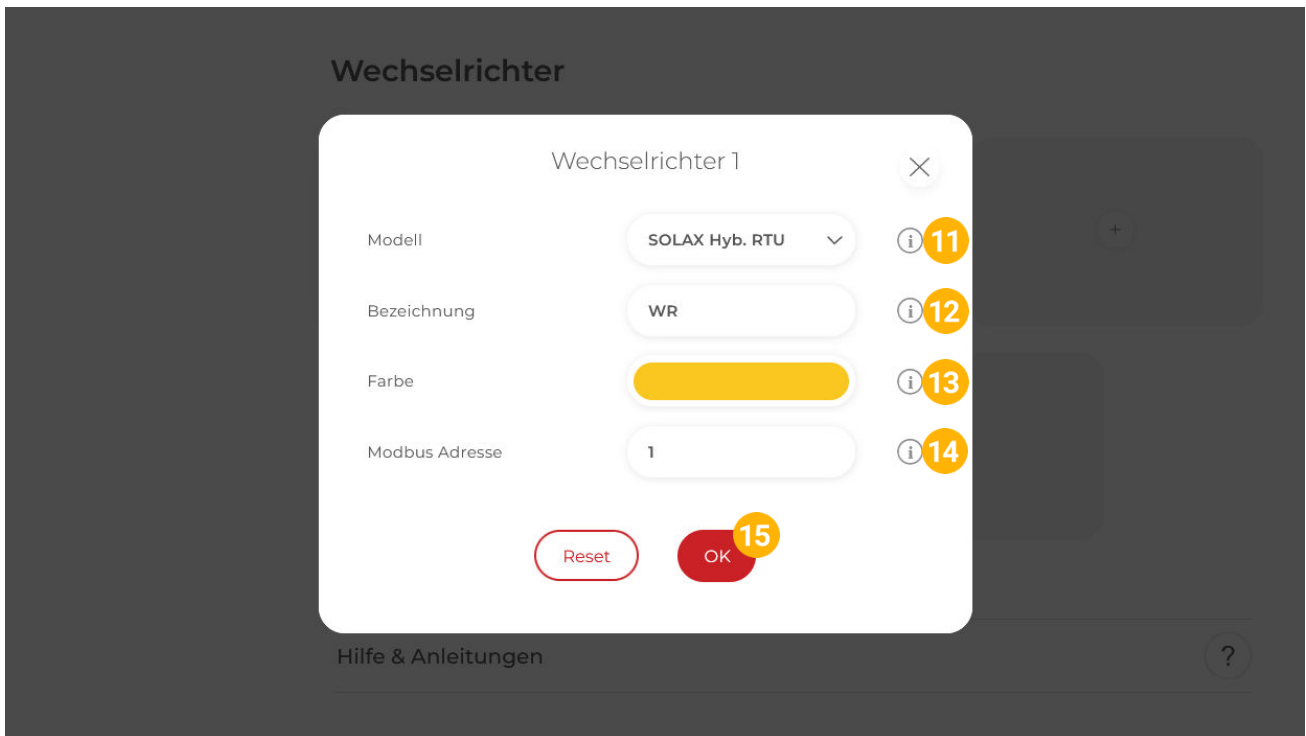 Wechselrichter
Wechselrichter 1
Modell SOLAX Hyb. RTU i 11
Bezeichnung WR i 12
Farbe i 13
Modbus Adresse 1 i 14
15
Reset OK
+
Hilfe & Anleitungen ?